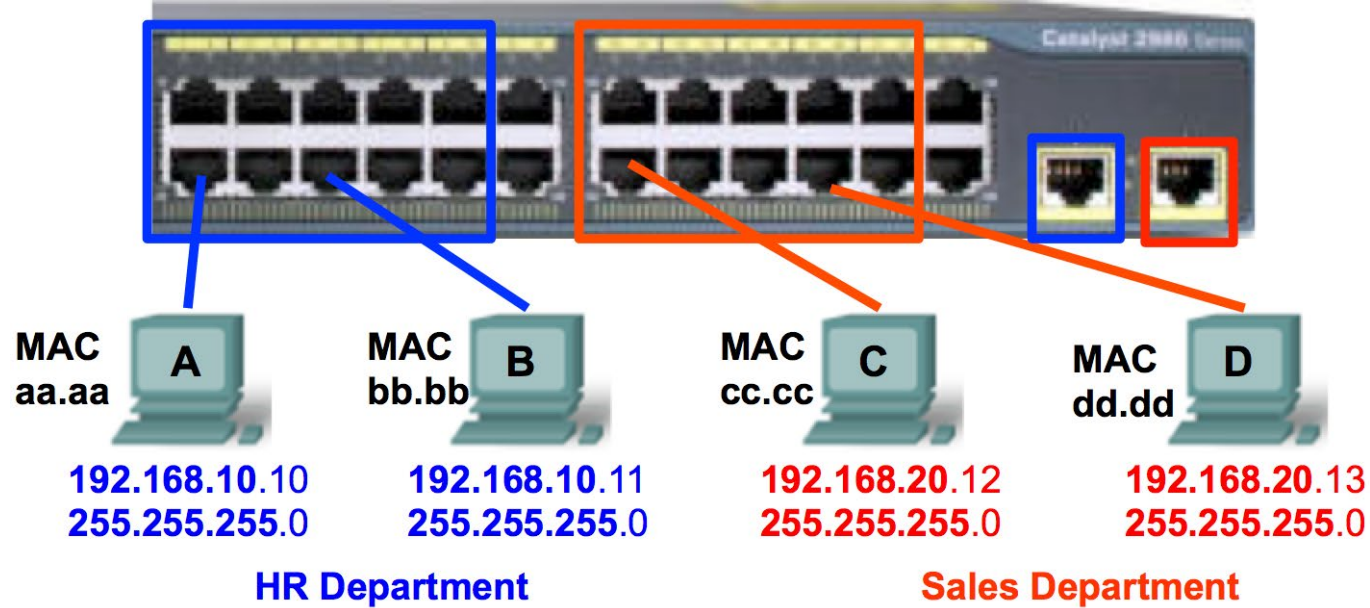 Catalyst 2960 Series
MAC
aa.aa
A
MAC
bb.bb
B
MAC
cc.cc
C
MAC
dd.dd
D
192.168.10.10
255.255.255.0
192.168.10.11
255.255.255.0
192.168.20.12
255.255.255.0
192.168.20.13
255.255.255.0
HR Department
Sales Department